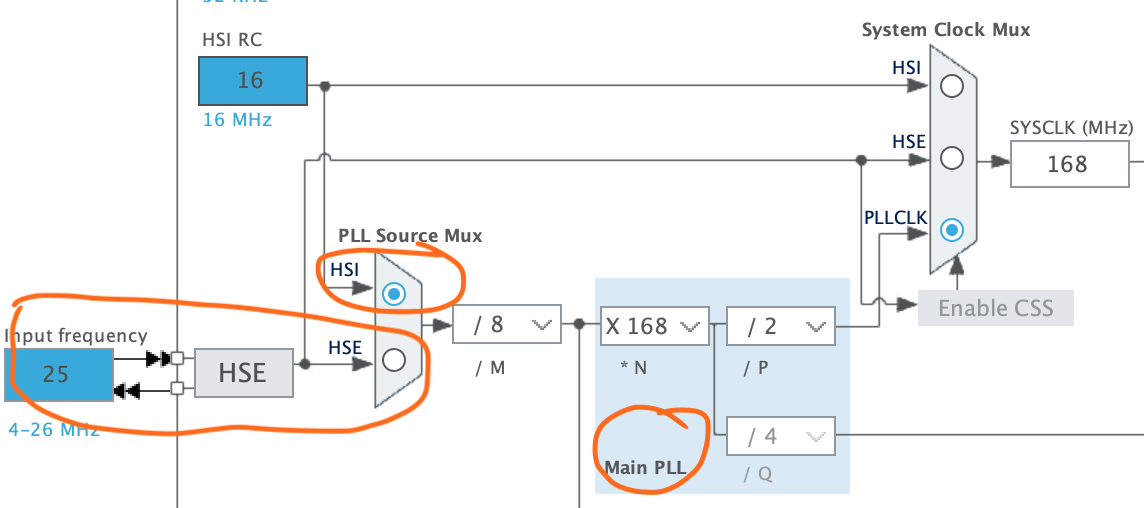 HSI RC
16
16 MHz
System Clock Mux
HSI
HSE
PLLCLK
SYSCLK (MHz)
168
Enable CSS
PLL Source Mux
HSI
HSE
Input frequency
25
4-26 MHz
HSE
/ 8
/ M
X 168
* N
/ 2
/ P
/ 4
/ Q
Main PLL